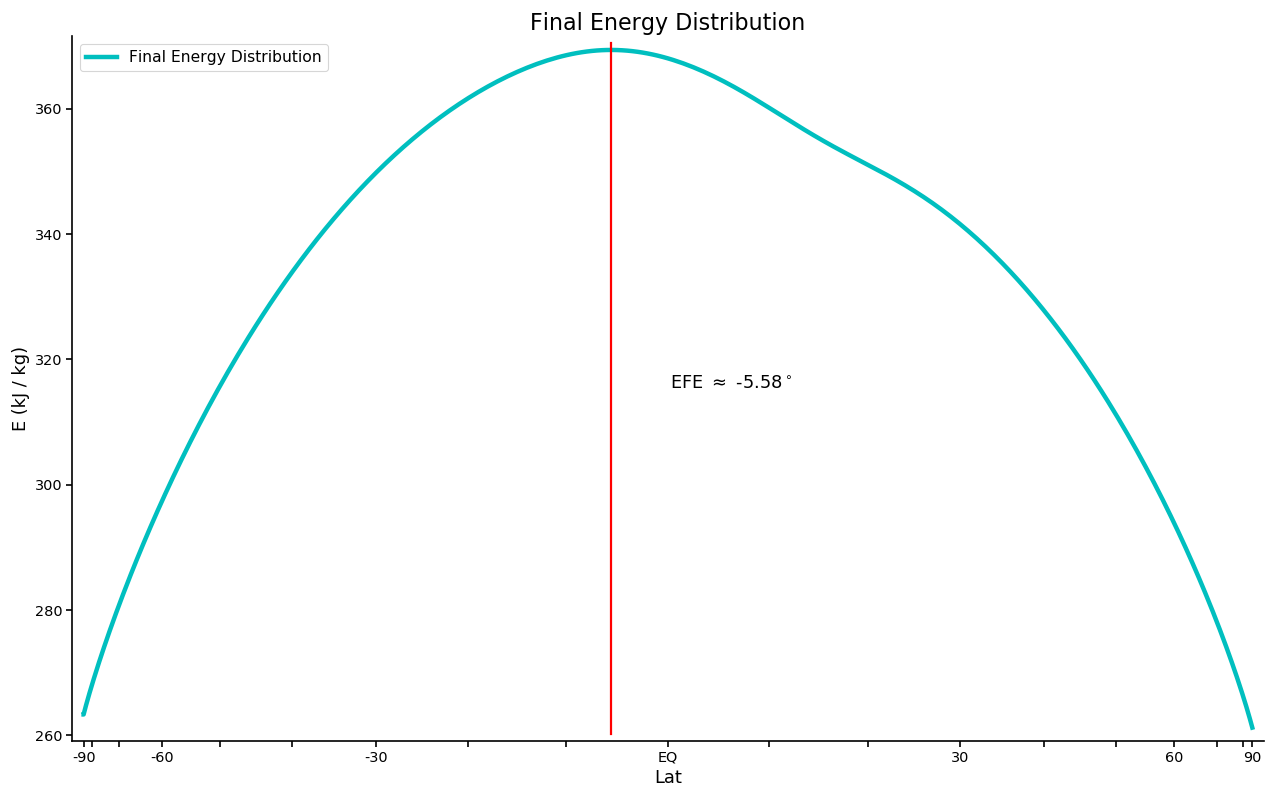 Final Energy Distribution
Final Energy Distribution
360
340
320
300
280
260
E (kJ / kg)
EFE ≈ -5.58°
-90 -60 -30 EQ 30 60 90
Lat